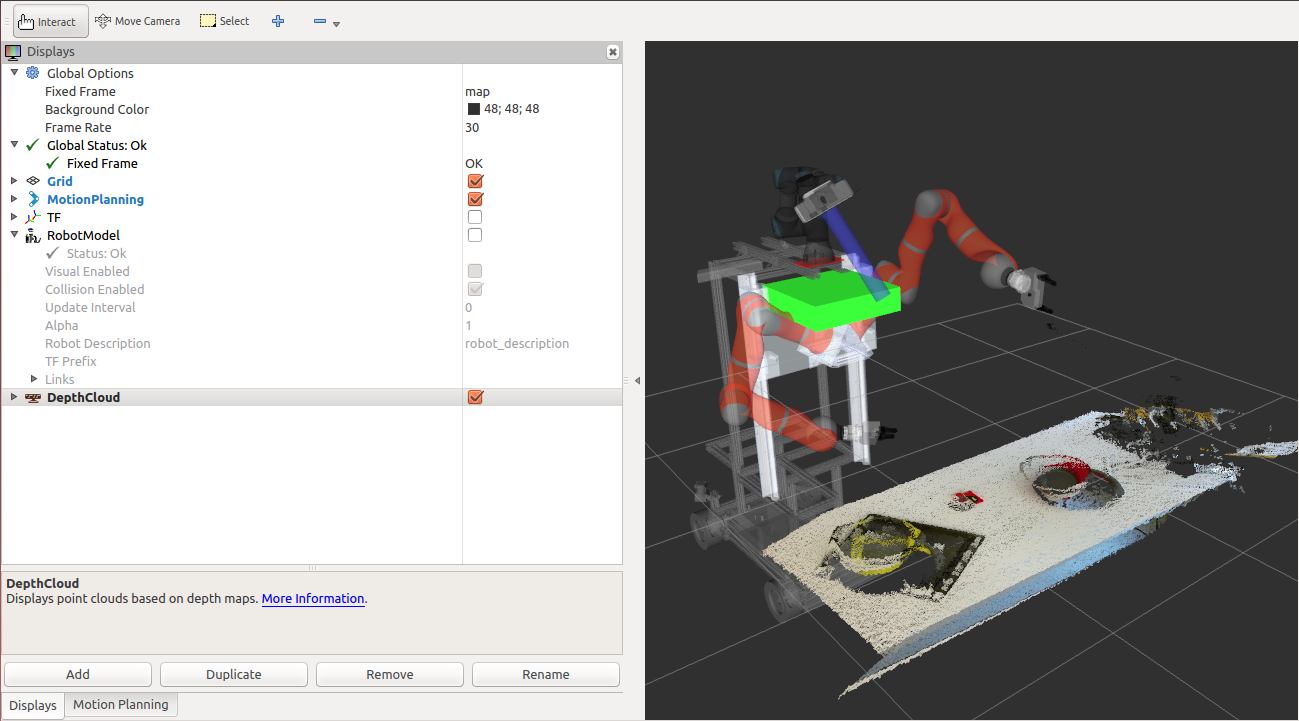 Interact Move Camera Select
Displays
Global Options
Fixed Frame map
Background Color 48; 48; 48
Frame Rate 30
Global Status: Ok
Fixed Frame OK
Grid
MotionPlanning
TF
RobotModel
Status: Ok
Visual Enabled
Collision Enabled
Update Interval 0
Alpha 1
Robot Description robot_description
TF Prefix
Links
DepthCloud
DepthCloud
Displays point clouds based on depth maps. More Information.
Add Duplicate Remove Rename
Displays Motion Planning